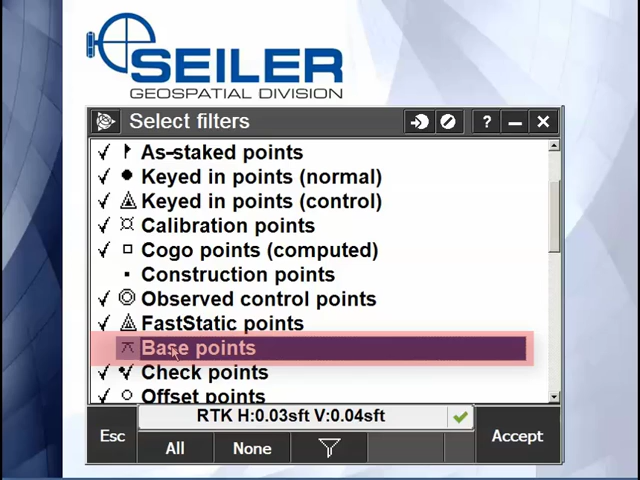 SEILER
GEOSPATIAL DIVISION
Select filters
?
As-staked points
Keyed in points (normal)
Keyed in points (control)
Calibration points
Cogo points (computed)
Construction points
Observed control points
FastStatic points
Base points
Check points
Offset points
RTK H:0.03sft V:0.04sft
Esc
All
None
Accept